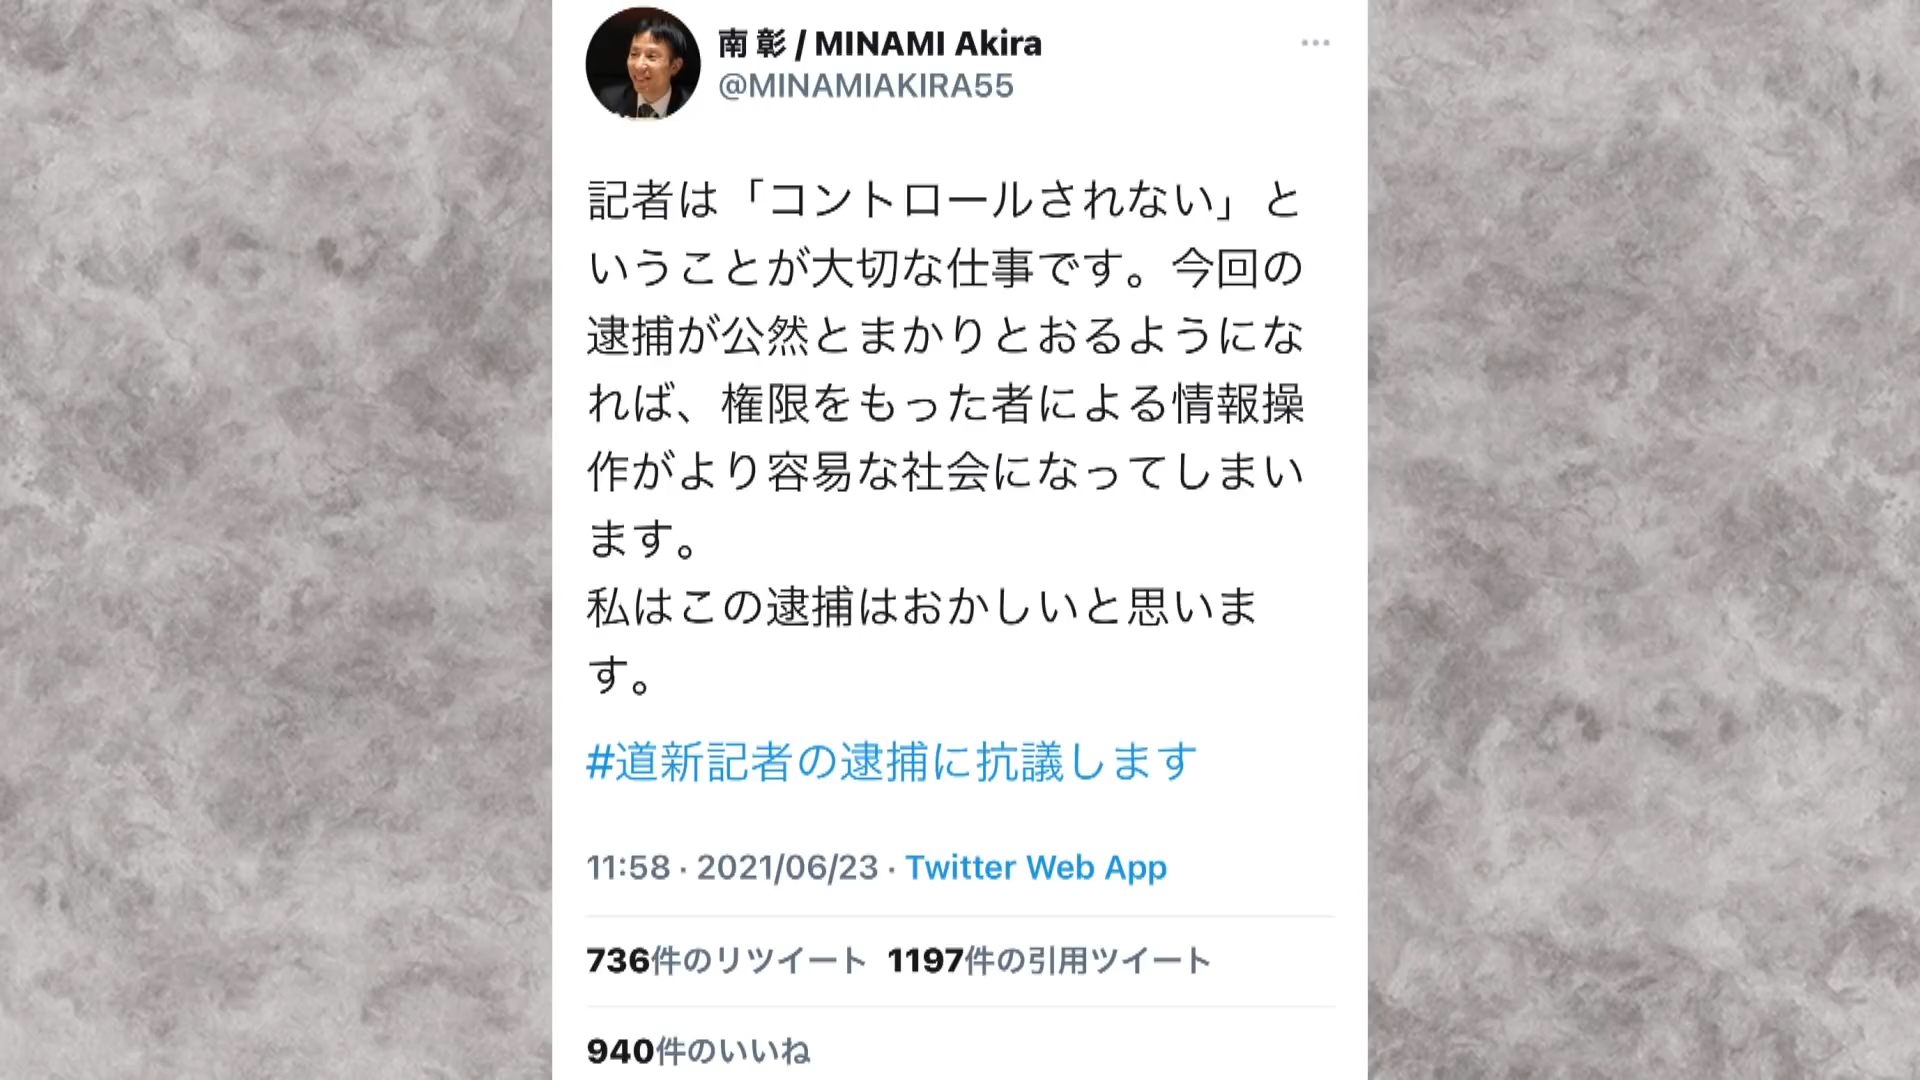 南 彰 / MINAMI Akira
@MINAMIAKIRA55
記者は「コントロールされない」と
いうことが大切な仕事です。今回の
逮捕が公然とまかりとおるようにな
れば、権限をもった者による情報操
作がより容易な社会になってしまい
ます。
私はこの逮捕はおかしいと思いま
す。
#道新記者の逮捕に抗議します
11:58 · 2021/06/23 · Twitter Web App
736件のリツイート 1197件の引用ツイート
940件のいいね